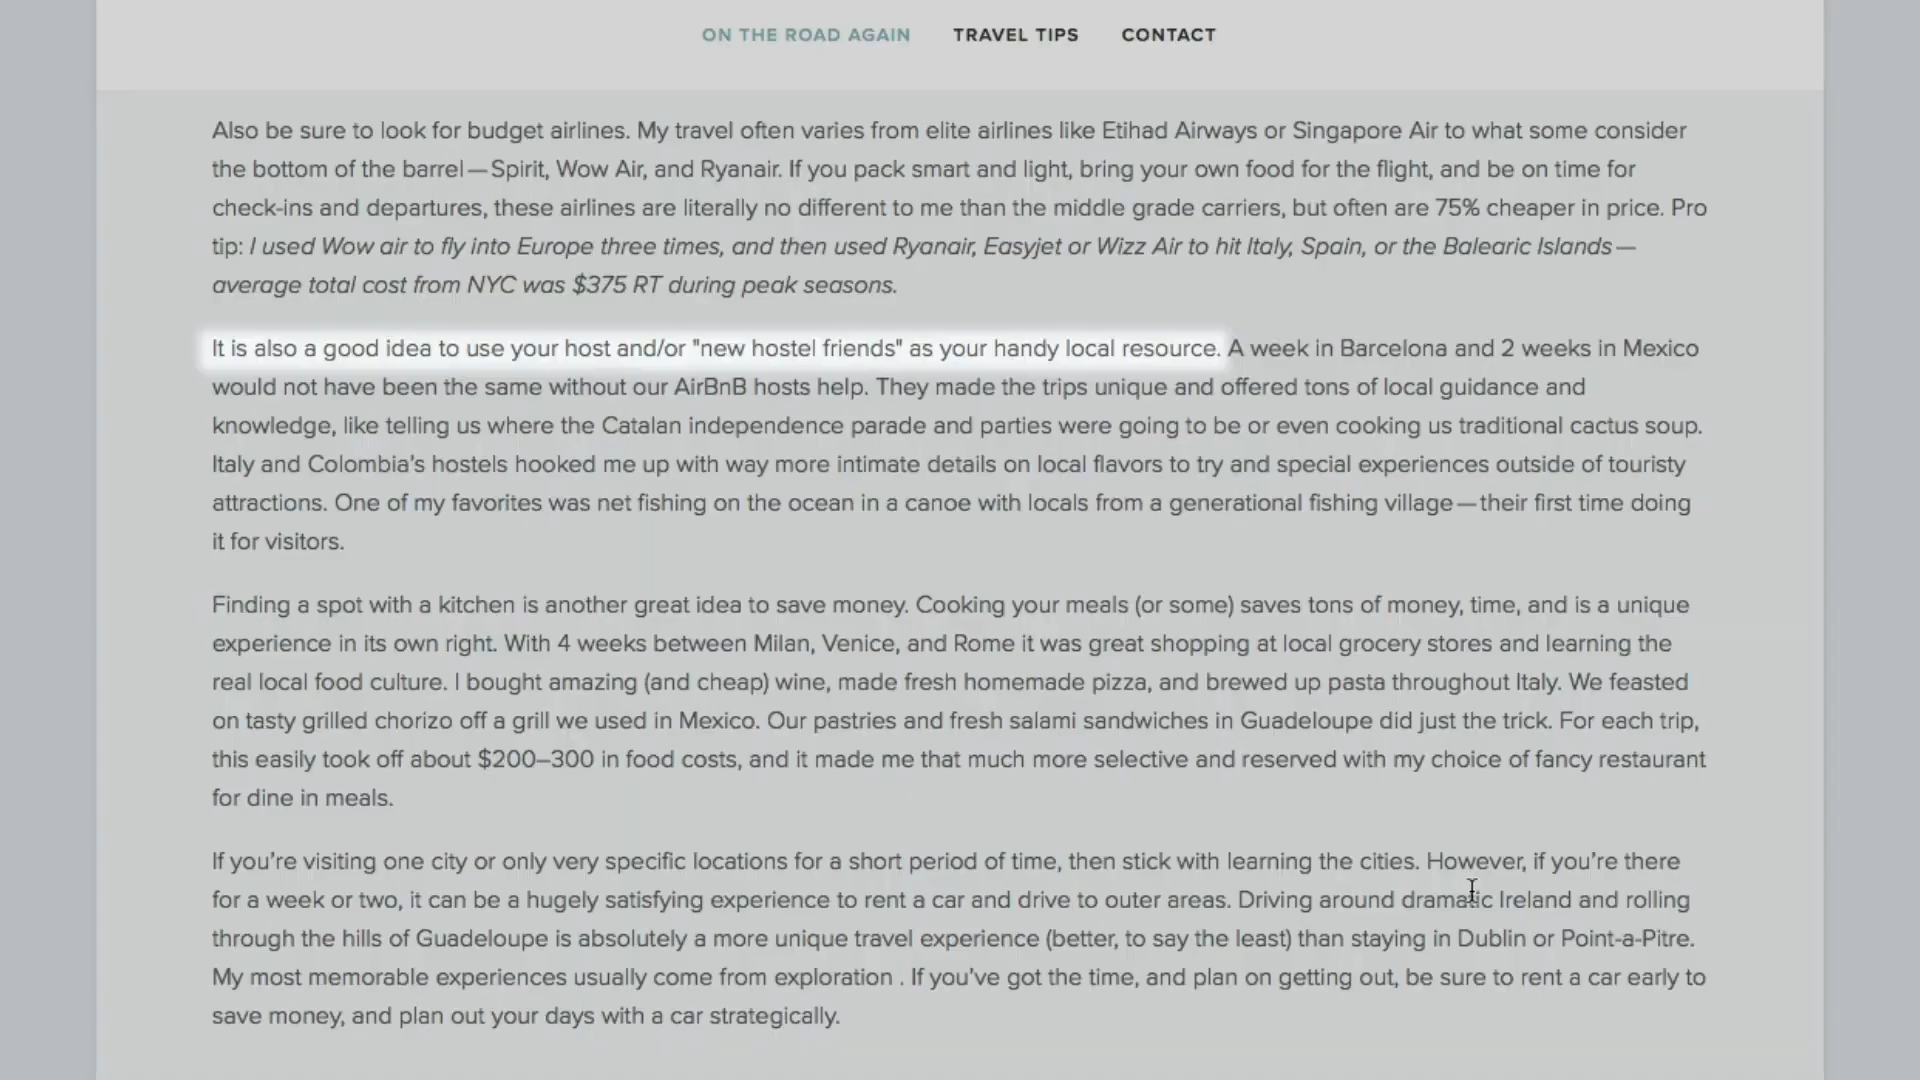 ON THE ROAD AGAIN TRAVEL TIPS CONTACT
Also be sure to look for budget airlines. My travel often varies from elite airlines like Etihad Airways or Singapore Air to what some consider
the bottom of the barrel — Spirit, Wow Air, and Ryanair. If you pack smart and light, bring your own food for the flight, and be on time for
check-ins and departures, these airlines are literally no different to me than the middle grade carriers, but often are 75% cheaper in price. Pro
tip: I used Wow air to fly into Europe three times, and then used Ryanair, Easyjet or Wizz Air to hit Italy, Spain, or the Balearic Islands —
average total cost from NYC was $375 RT during peak seasons.
It is also a good idea to use your host and/or "new hostel friends" as your handy local resource. A week in Barcelona and 2 weeks in Mexico
would not have been the same without our AirBnB hosts help. They made the trips unique and offered tons of local guidance and
knowledge, like telling us where the Catalan independence parade and parties were going to be or even cooking us traditional cactus soup.
Italy and Colombia's hostels hooked me up with way more intimate details on local flavors to try and special experiences outside of touristy
attractions. One of my favorites was net fishing on the ocean in a canoe with locals from a generational fishing village — their first time doing
it for visitors.
Finding a spot with a kitchen is another great idea to save money. Cooking your meals (or some) saves tons of money, time, and is a unique
experience in its own right. With 4 weeks between Milan, Venice, and Rome it was great shopping at local grocery stores and learning the
real local food culture. I bought amazing (and cheap) wine, made fresh homemade pizza, and brewed up pasta throughout Italy. We feasted
on tasty grilled chorizo off a grill we used in Mexico. Our pastries and fresh salami sandwiches in Guadeloupe did just the trick. For each trip,
this easily took off about $200–300 in food costs, and it made me that much more selective and reserved with my choice of fancy restaurant
for dine in meals.
If you're visiting one city or only very specific locations for a short period of time, then stick with learning the cities. However, if you're there
for a week or two, it can be a hugely satisfying experience to rent a car and drive to outer areas. Driving around dramatic Ireland and rolling
through the hills of Guadeloupe is absolutely a more unique travel experience (better, to say the least) than staying in Dublin or Point-a-Pitre.
My most memorable experiences usually come from exploration . If you've got the time, and plan on getting out, be sure to rent a car early to
save money, and plan out your days with a car strategically.